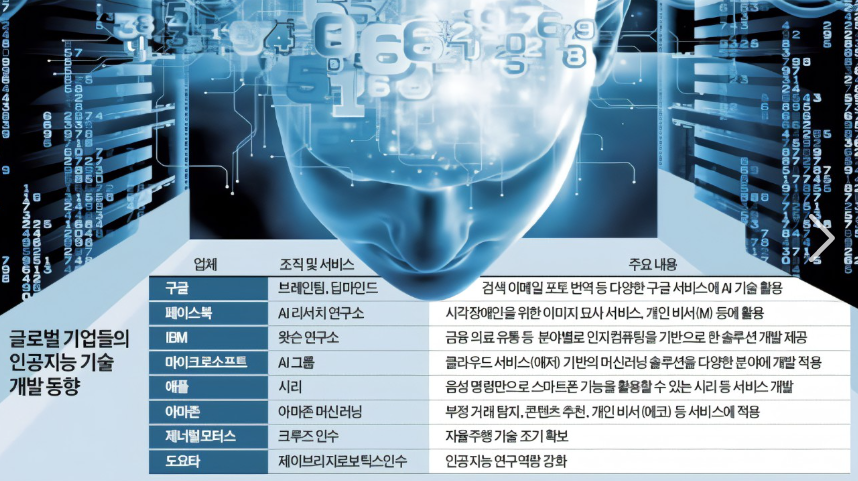 업체 조직 및 서비스 주요 내용
구글 브레인팀, 딥마인드 검색 이메일 포토 번역 등 다양한 구글 서비스에 AI 기술 활용
페이스북 AI 리서치 연구소 시각장애인을 위한 이미지 묘사 서비스, 개인 비서(M) 등에 활용
글로벌 기업들의
인공지능 기술
개발 동향
IBM 왓슨 연구소 금융 의료 유통 등 분야별로 인지컴퓨팅을 기반으로 한 솔루션 개발 제공
마이크로소프트 AI 그룹 클라우드 서비스(애저) 기반의 머신러닝 솔루션을 다양한 분야에 개발 적용
애플 시리 음성 명령만으로 스마트폰 기능을 활용할 수 있는 시리 등 서비스 개발
아마존 아마존 머신러닝 부정 거래 탐지, 콘텐츠 추천, 개인 비서(에코) 등 서비스에 적용
제너럴모터스 크루즈 인수 자율주행 기술 조기 확보
도요타 제이브리지로보틱스 인수 인공지능 연구역량 강화